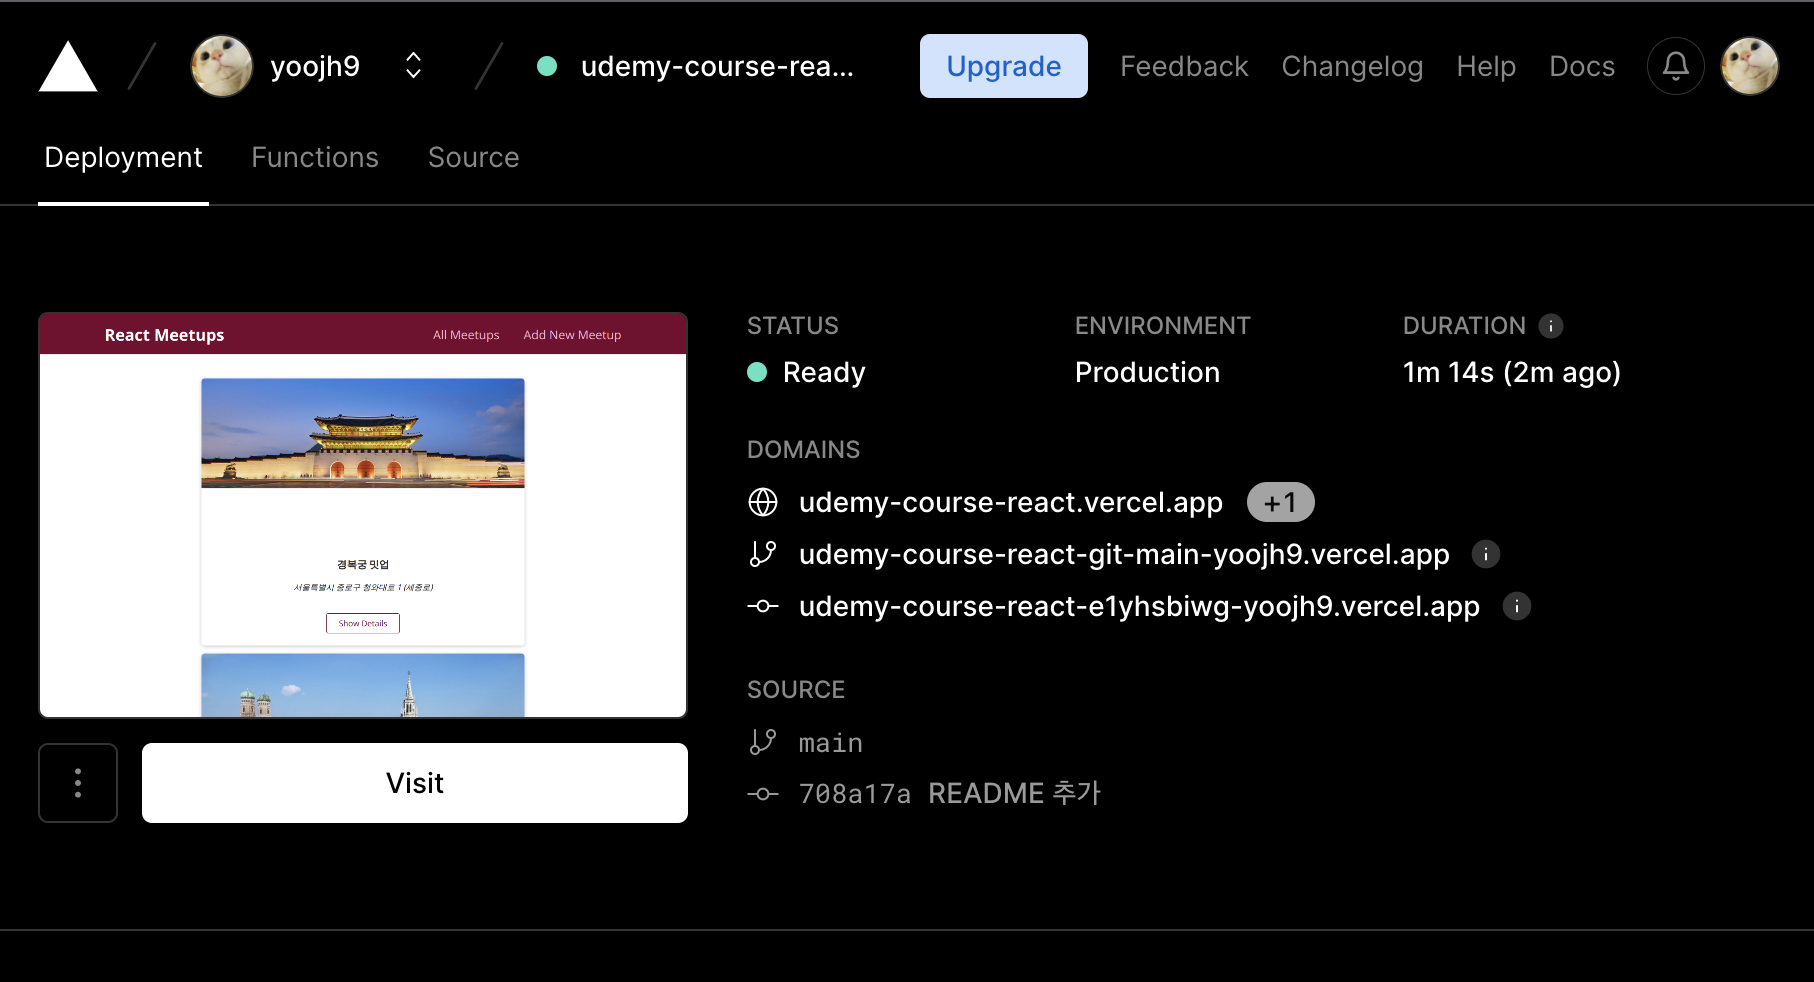 yoojh9
udemy-course-rea...
Upgrade
Feedback
Changelog
Help
Docs
Deployment
Functions
Source
React Meetups
All Meetups
Add New Meetup
경복궁 밋업
서울특별시 종로구 청와대로 1 (세종로)
Show Details
Visit
STATUS
Ready
ENVIRONMENT
Production
DURATION
1m 14s (2m ago)
DOMAINS
udemy-course-react.vercel.app +1
udemy-course-react-git-main-yoojh9.vercel.app
udemy-course-react-e1yhsbiwg-yoojh9.vercel.app
SOURCE
main
708a17a README 추가